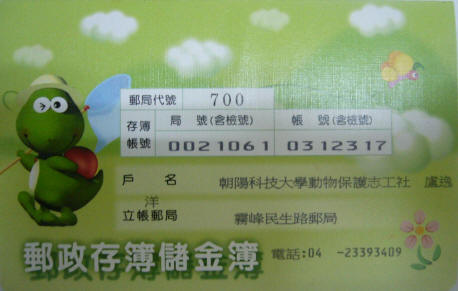 郵局代號 700
存簿帳號 局 號(含檢號) 帳 號(含檢號)
0021061 0312317
戶 名 朝陽科技大學動物保護志工社 盧逸
洋
立帳郵局 霧峰民生路郵局
郵政存簿儲金簿 電話:04 -23393409